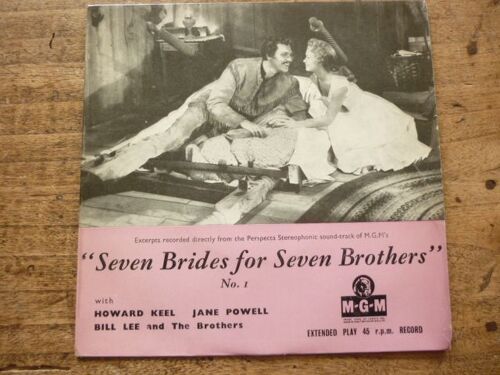 Excerpts recorded directly from the Perspecta Stereophonic sound-track of M.G.M's
"Seven Brides for Seven Brothers"
No. 1
with
HOWARD KEEL JANE POWELL
BILL LEE and The Brothers
M-G-M
EXTENDED PLAY 45 r.p.m. RECORD